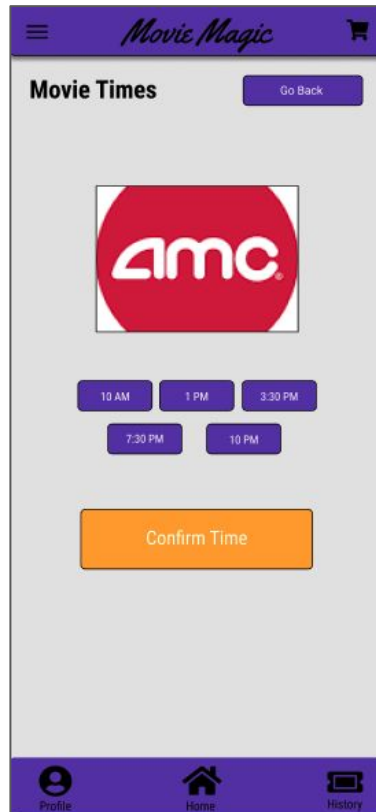 Movie Magic
Movie Times
Go Back
amc
10 AM 1 PM 3:30 PM
7:30 PM 10 PM
Confirm Time
Profile Home History